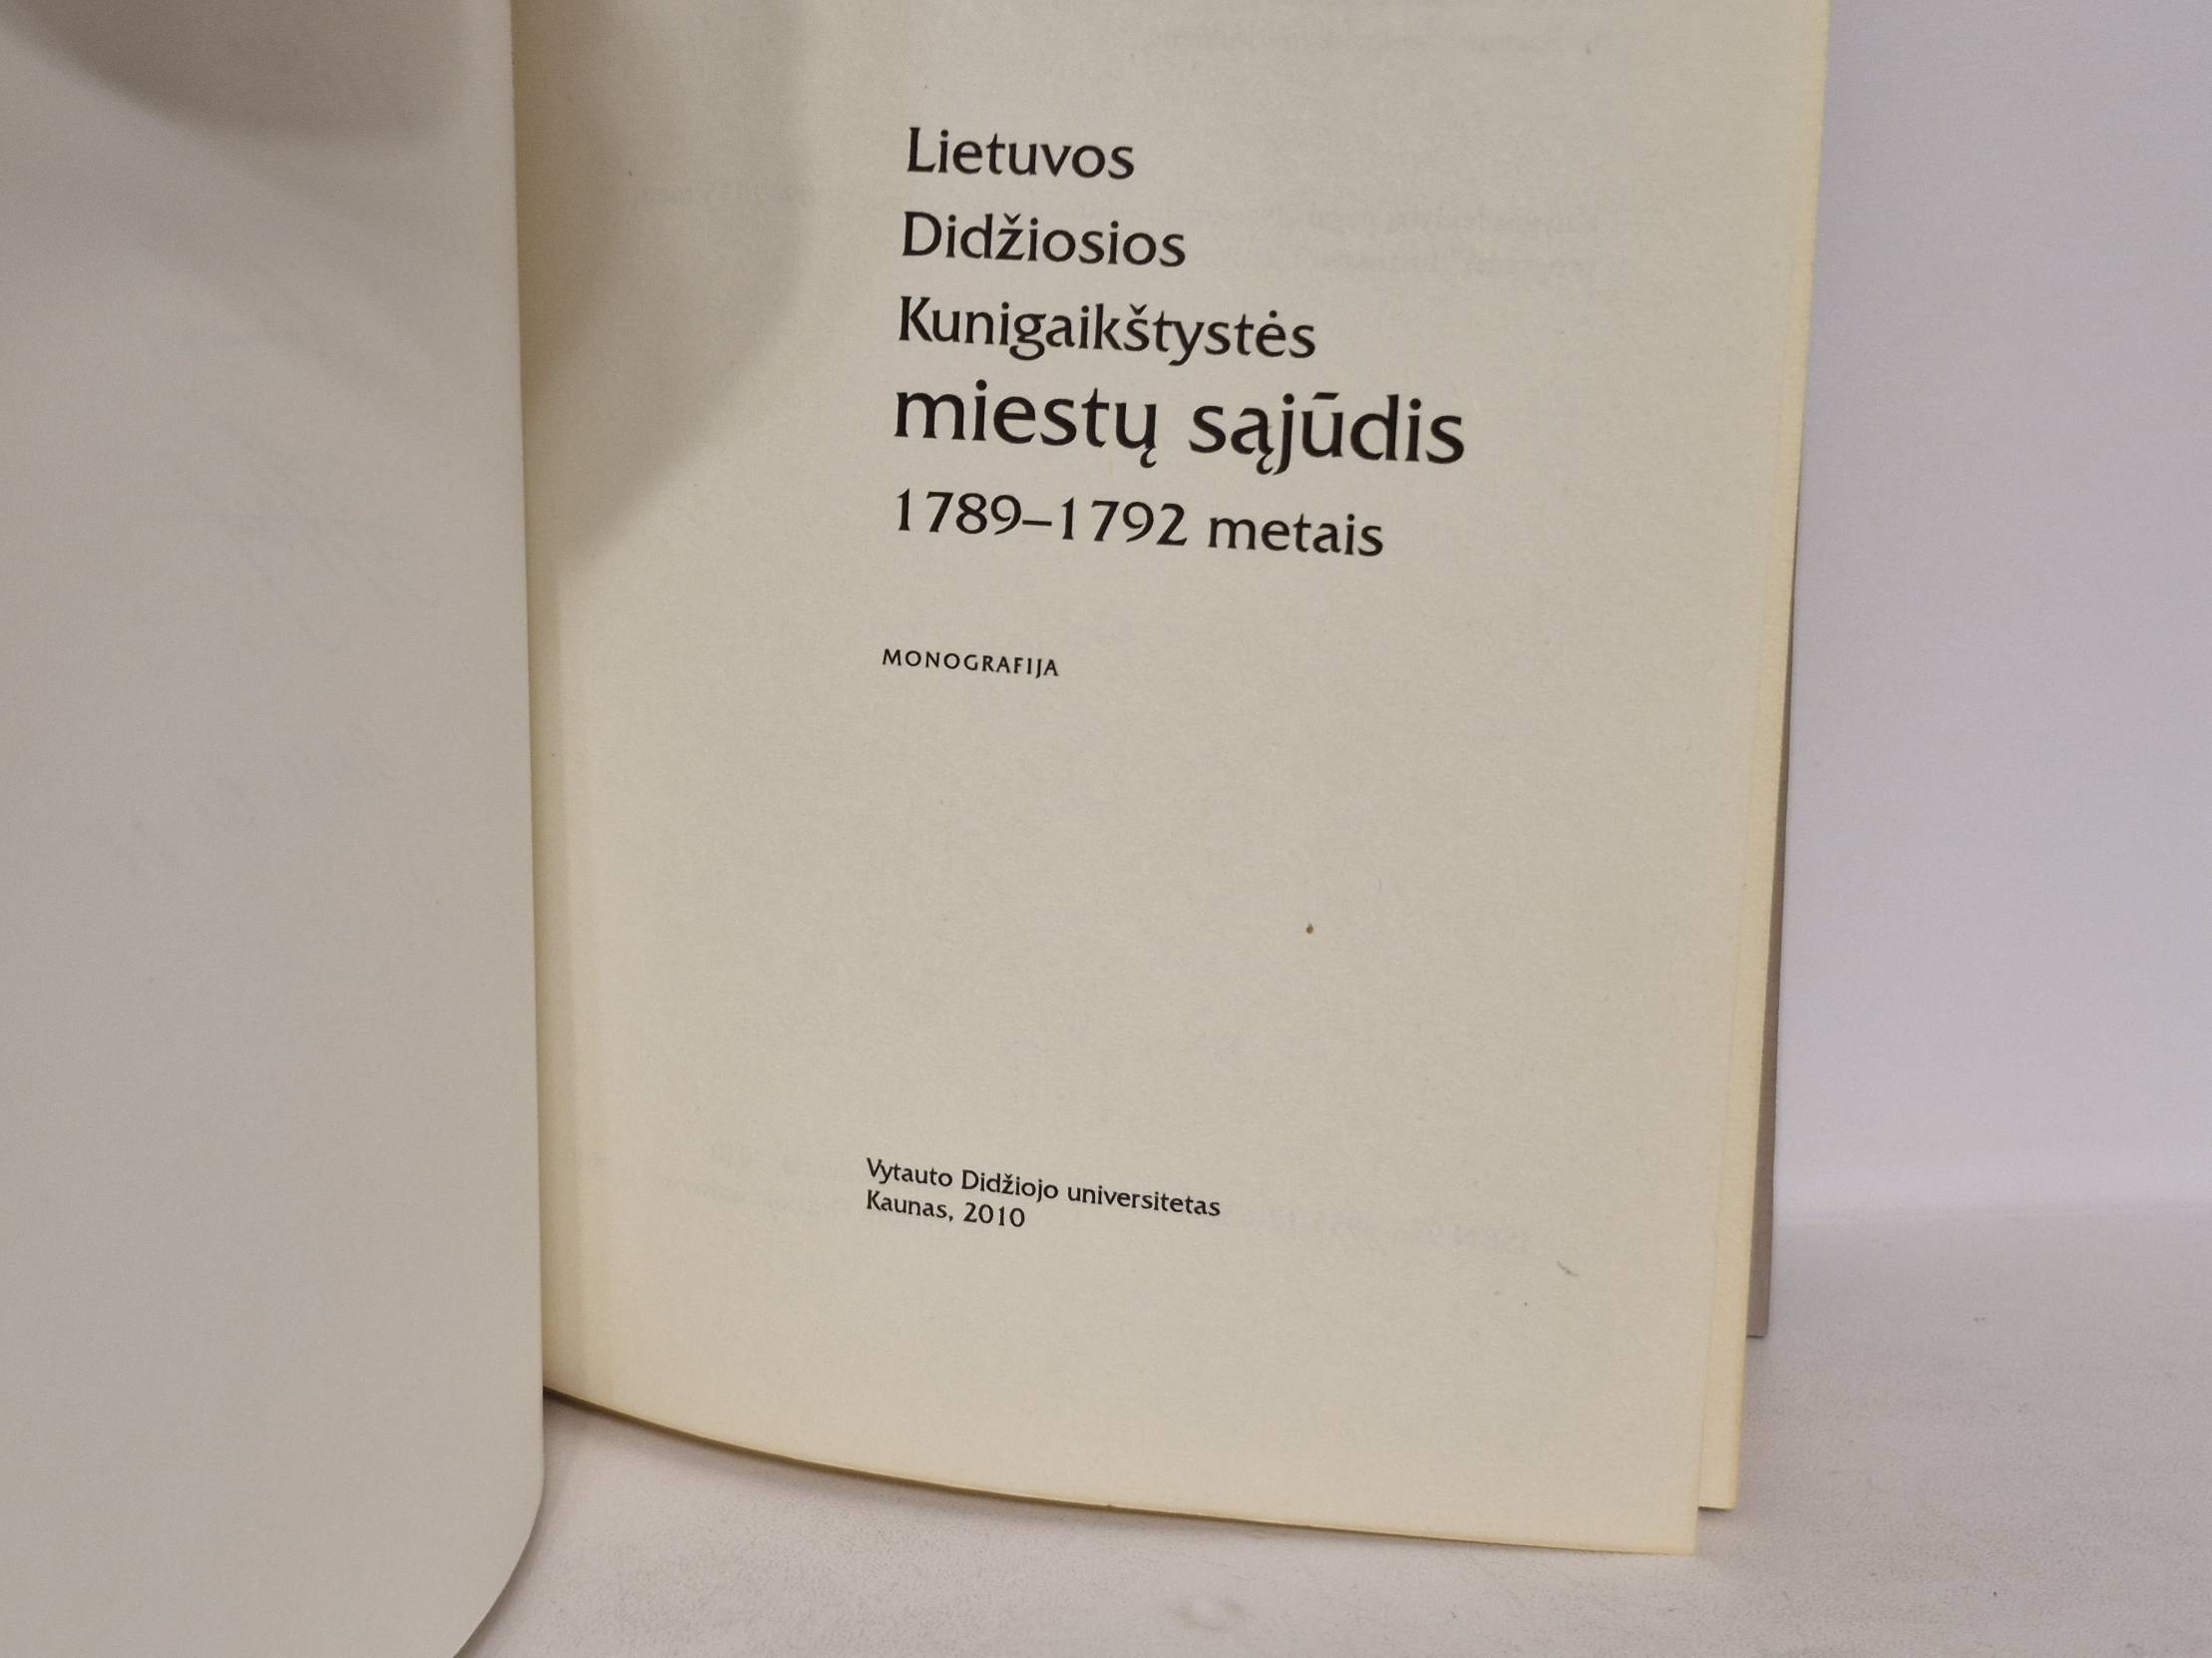 Lietuvos
Didžiosios
Kunigaikštystės
miestų sąjūdis
1789–1792 metais
MONOGRAFIJA
Vytauto Didžiojo universitetas
Kaunas, 2010